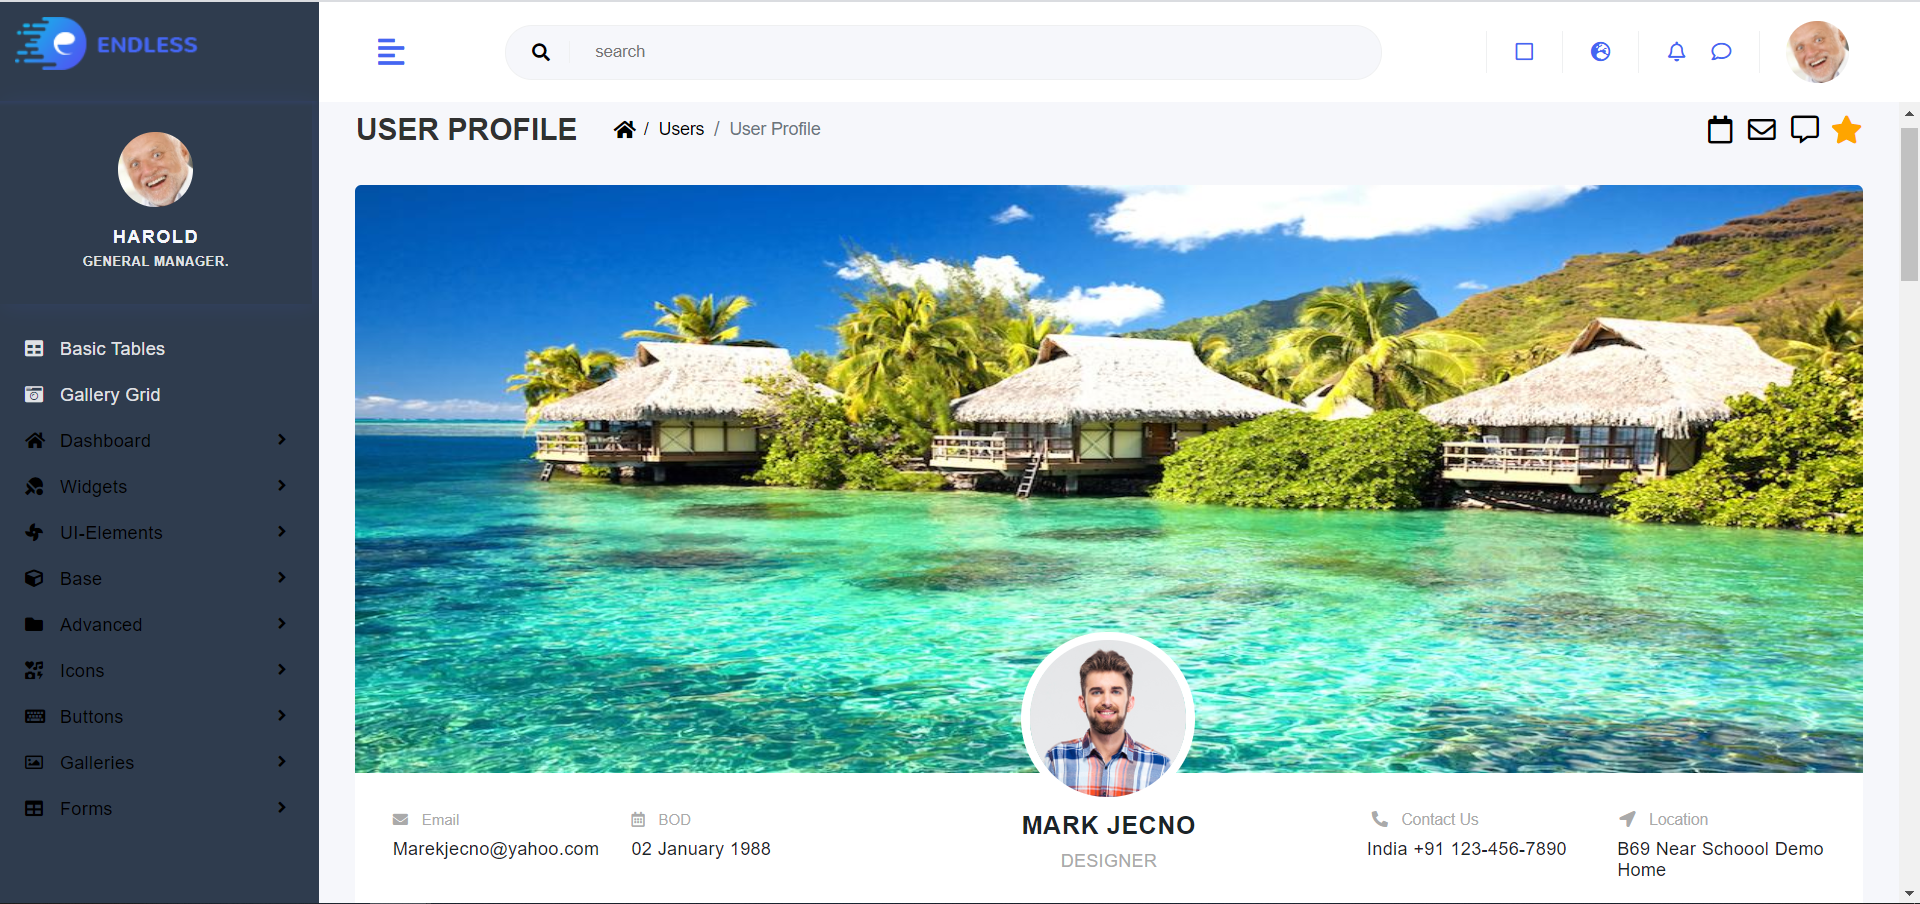 ENDLESS
search
HAROLD
GENERAL MANAGER.
Basic Tables
Gallery Grid
Dashboard
Widgets
UI-Elements
Base
Advanced
Icons
Buttons
Galleries
Forms
USER PROFILE
/ Users / User Profile
Email
Marekjecno@yahoo.com
BOD
02 January 1988
MARK JECNO
DESIGNER
Contact Us
India +91 123-456-7890
Location
B69 Near Schoool Demo
Home